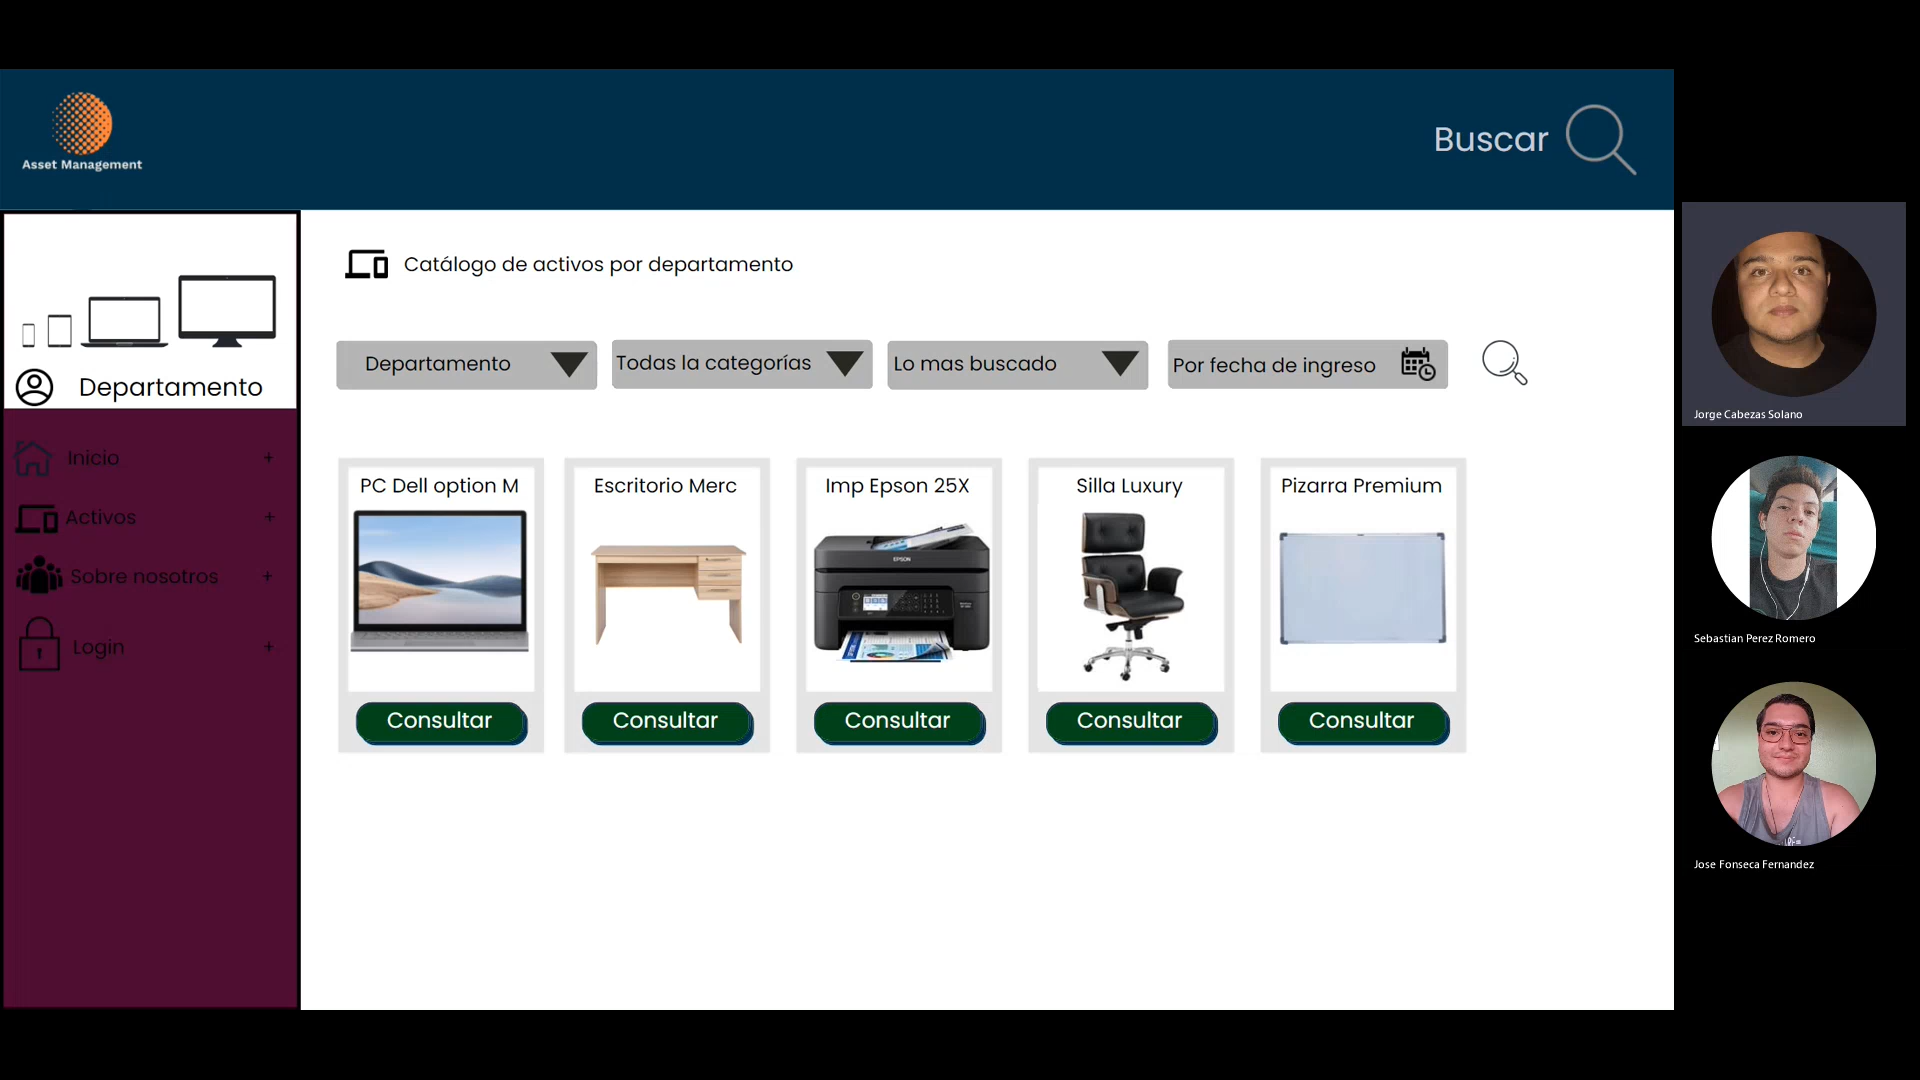 Asset Management
Buscar
Departamento
Inicio +
Activos +
Sobre nosotros +
Login +
Catálogo de activos por departamento
Departamento
Todas la categorías
Lo mas buscado
Por fecha de ingreso
PC Dell option M
Escritorio Merc
Imp Epson 25X
Silla Luxury
Pizarra Premium
EPSON
Consultar
Consultar
Consultar
Consultar
Consultar
Jorge Cabezas Solano
Sebastian Perez Romero
Jose Fonseca Fernandez